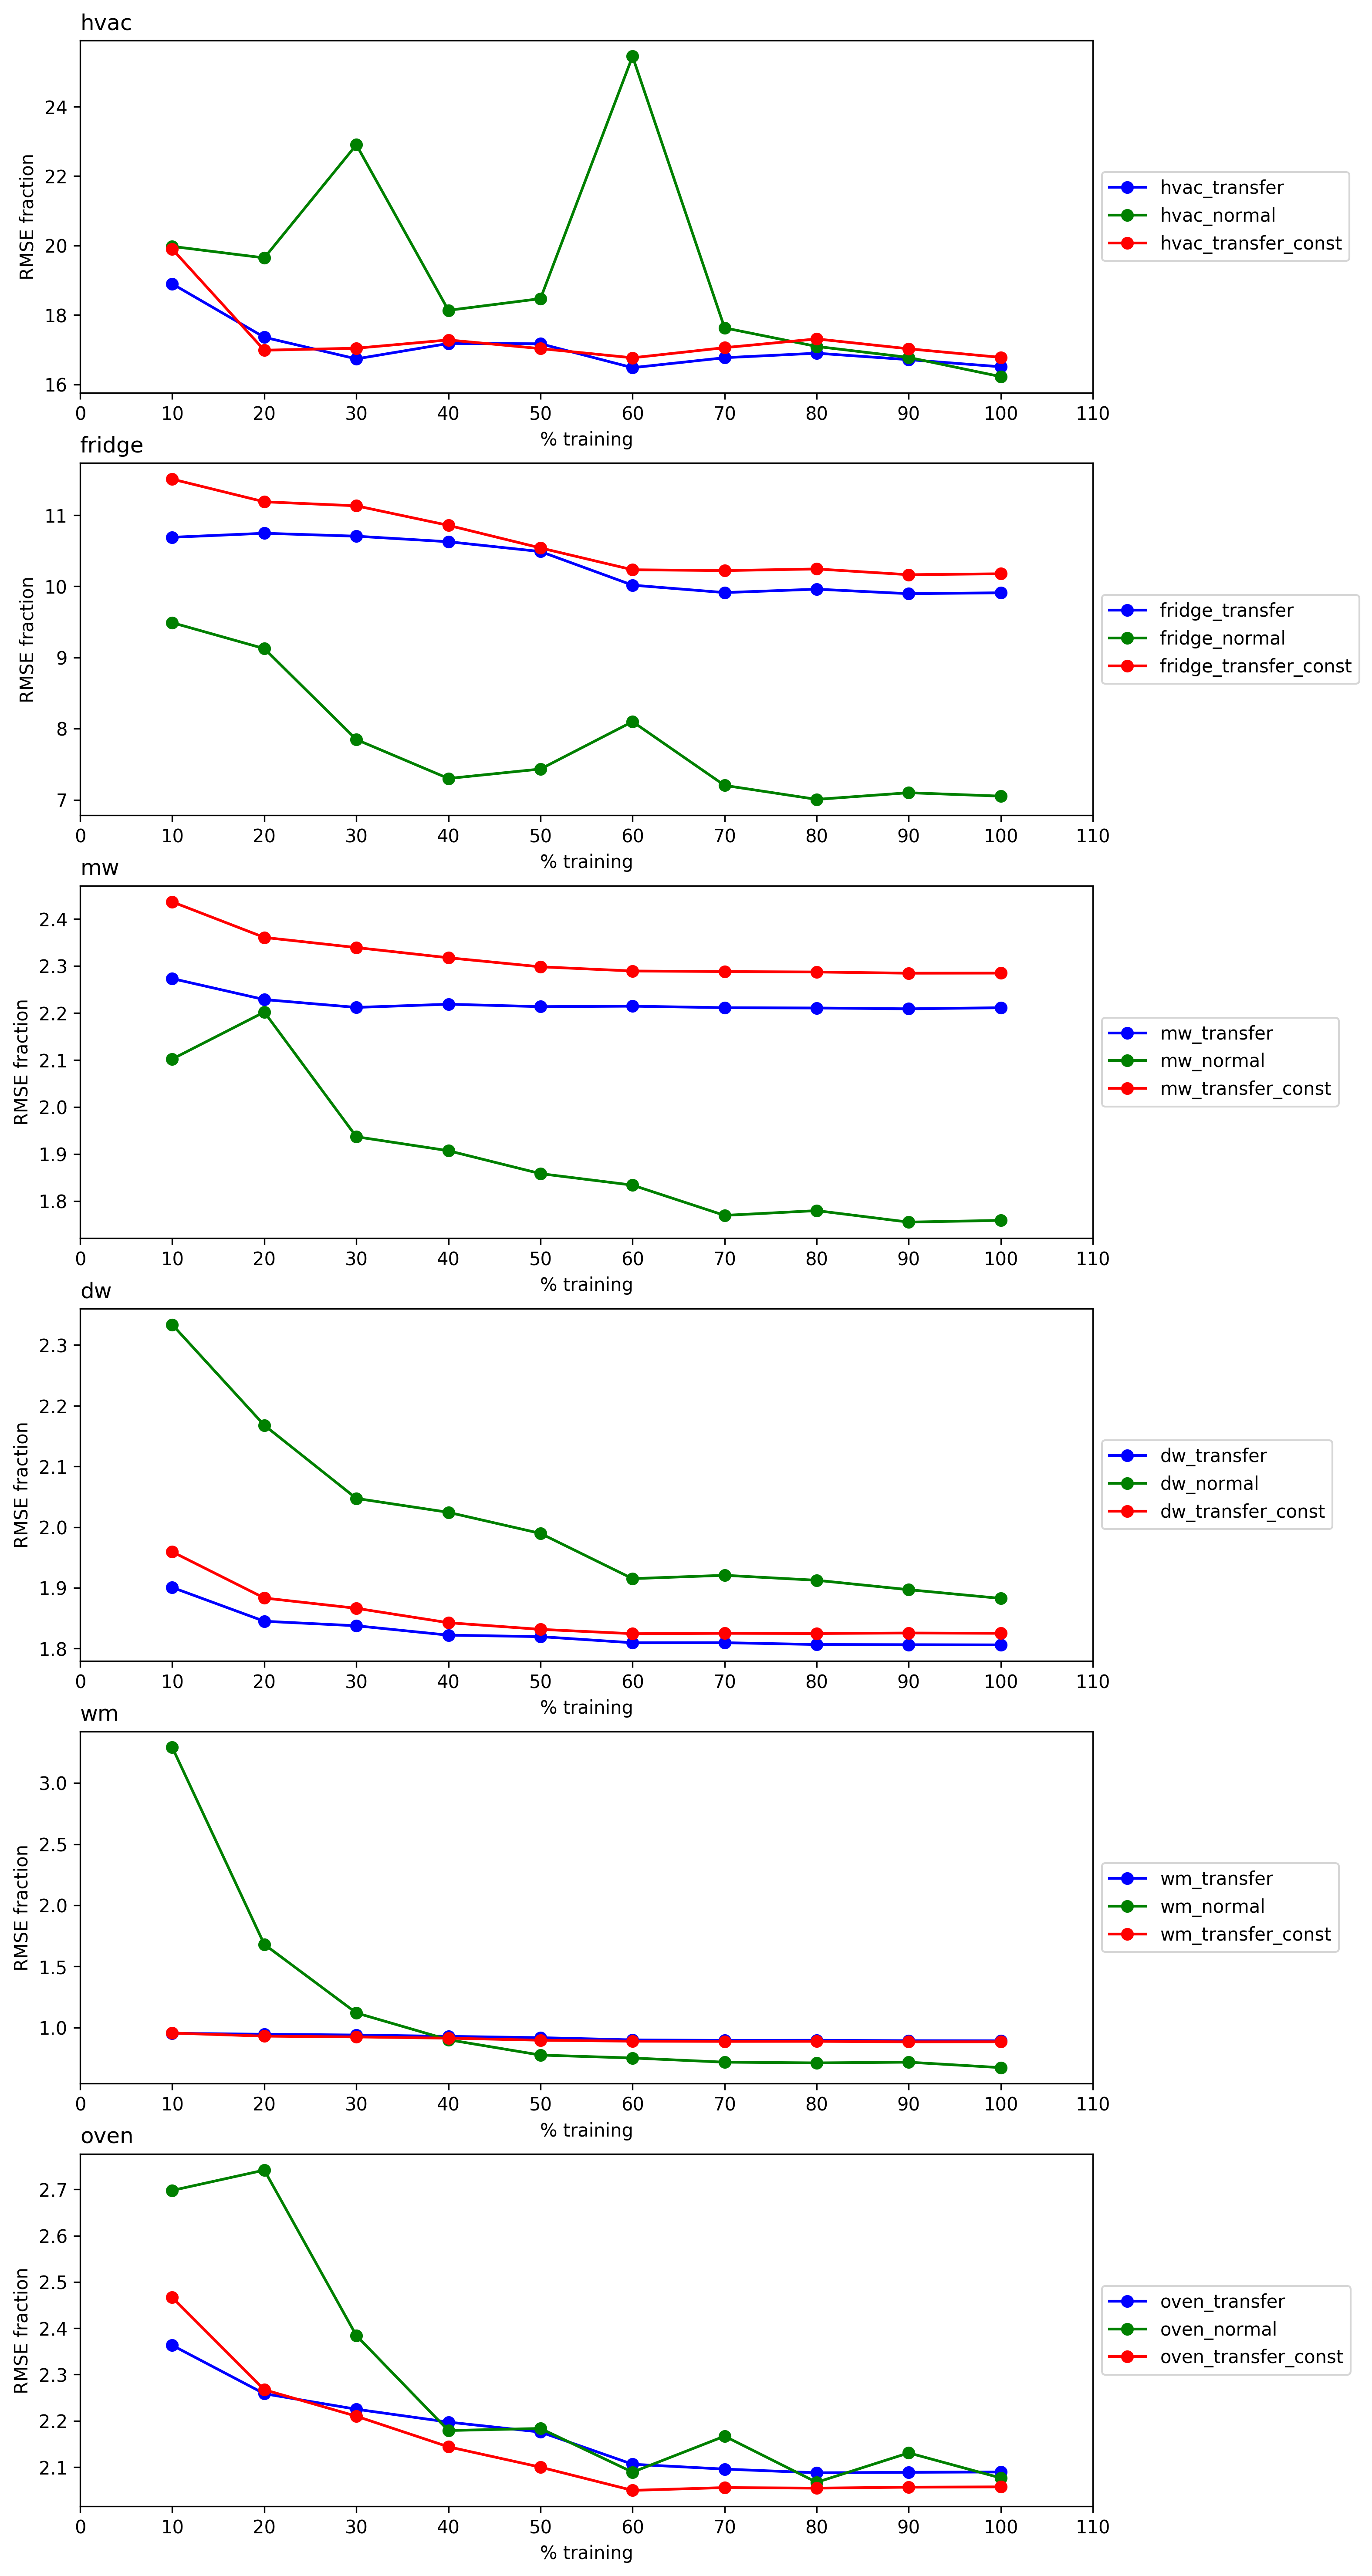 hvac
24
22
20
18
16
RMSE fraction
0 10 20 30 40 50 60 70 80 90 100 110
% training
hvac_transfer
hvac_normal
hvac_transfer_const
fridge
11
10
9
8
7
RMSE fraction
0 10 20 30 40 50 60 70 80 90 100 110
% training
fridge_transfer
fridge_normal
fridge_transfer_const
mw
2.4
2.3
2.2
2.1
2.0
1.9
1.8
RMSE fraction
0 10 20 30 40 50 60 70 80 90 100 110
% training
mw_transfer
mw_normal
mw_transfer_const
dw
2.3
2.2
2.1
2.0
1.9
1.8
RMSE fraction
0 10 20 30 40 50 60 70 80 90 100 110
% training
dw_transfer
dw_normal
dw_transfer_const
wm
3.0
2.5
2.0
1.5
1.0
RMSE fraction
0 10 20 30 40 50 60 70 80 90 100 110
% training
wm_transfer
wm_normal
wm_transfer_const
oven
2.7
2.6
2.5
2.4
2.3
2.2
2.1
RMSE fraction
0 10 20 30 40 50 60 70 80 90 100 110
% training
oven_transfer
oven_normal
oven_transfer_const